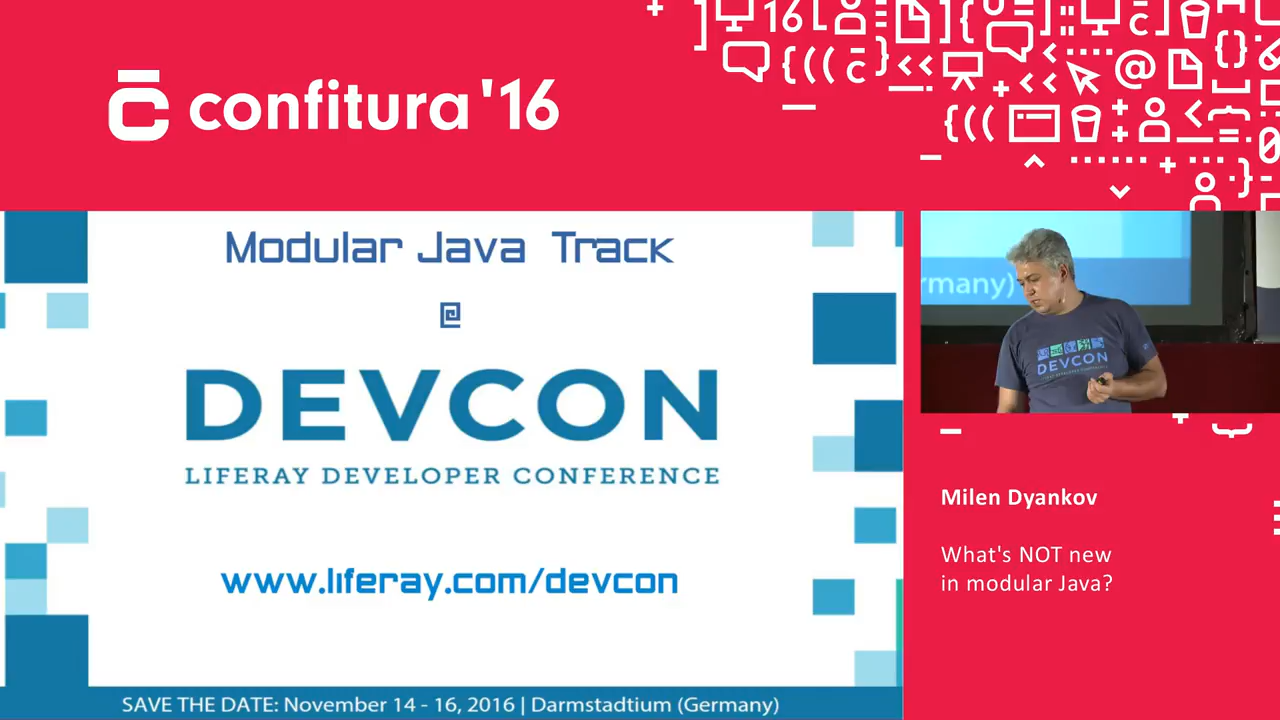 confitura '16
Modular Java Track
@
DEVCON
LIFERAY DEVELOPER CONFERENCE
www.liferay.com/devcon
SAVE THE DATE: November 14 - 16, 2016 | Darmstadtium (Germany)
rmany)
DEVCON
Milen Dyankov
What's NOT new
in modular Java?